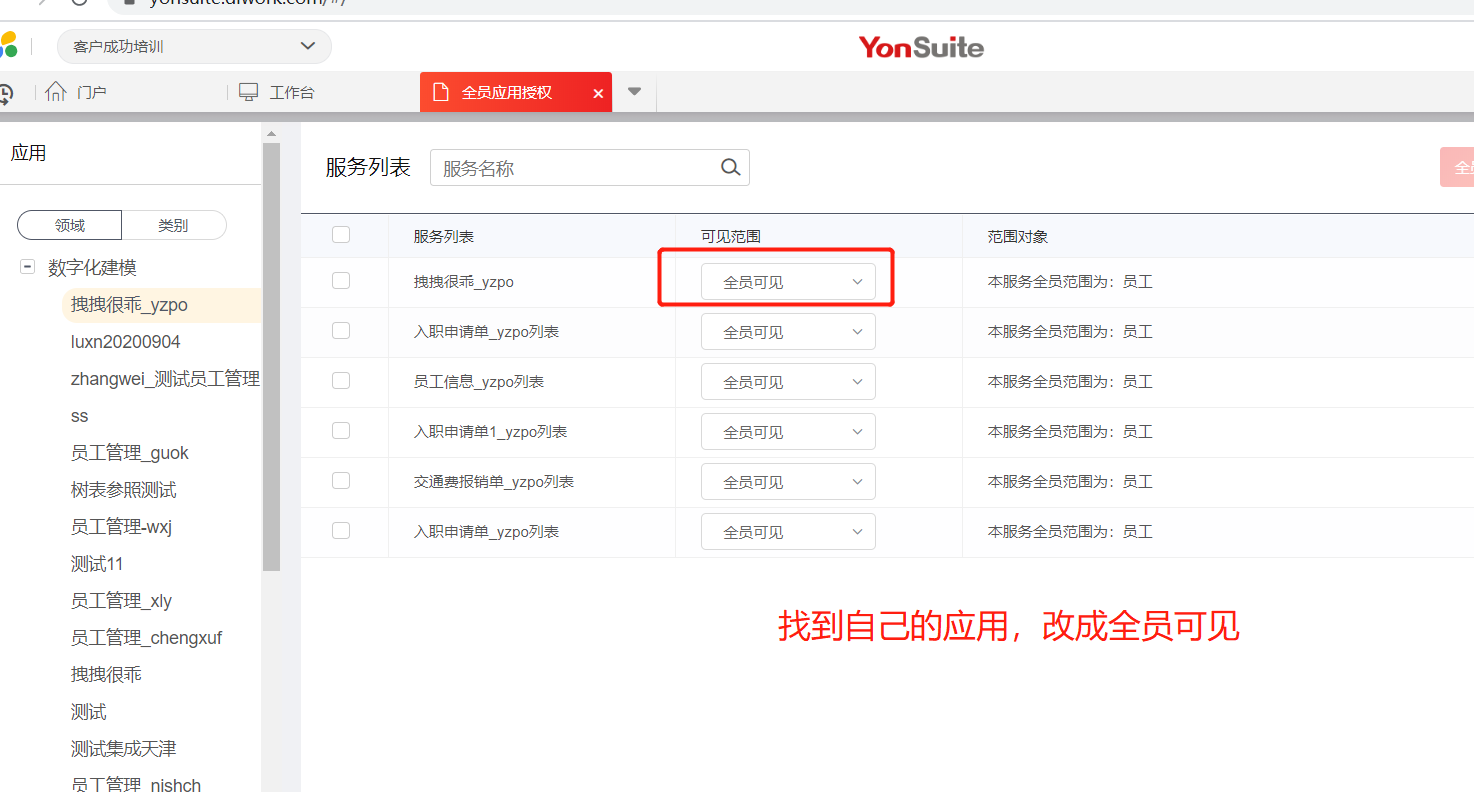 yonsuite.diwork.com/#/
客户成功培训
YonSuite
门户
工作台
全员应用授权
应用
服务列表
服务名称
全员
领域
类别
服务列表
可见范围
范围对象
数字化建模
拽拽很乖_yzpo
luxn20200904
zhangwei_测试员工管理
ss
员工管理_guok
树表参照测试
员工管理-wxj
测试11
员工管理_xly
员工管理_chengxuf
拽拽很乖
测试
测试集成天津
员工管理_nishch
拽拽很乖_yzpo
全员可见
本服务全员范围为：员工
入职申请单_yzpo列表
全员可见
本服务全员范围为：员工
员工信息_yzpo列表
全员可见
本服务全员范围为：员工
入职申请单1_yzpo列表
全员可见
本服务全员范围为：员工
交通费报销单_yzpo列表
全员可见
本服务全员范围为：员工
入职申请单_yzpo列表
全员可见
本服务全员范围为：员工
找到自己的应用，改成全员可见